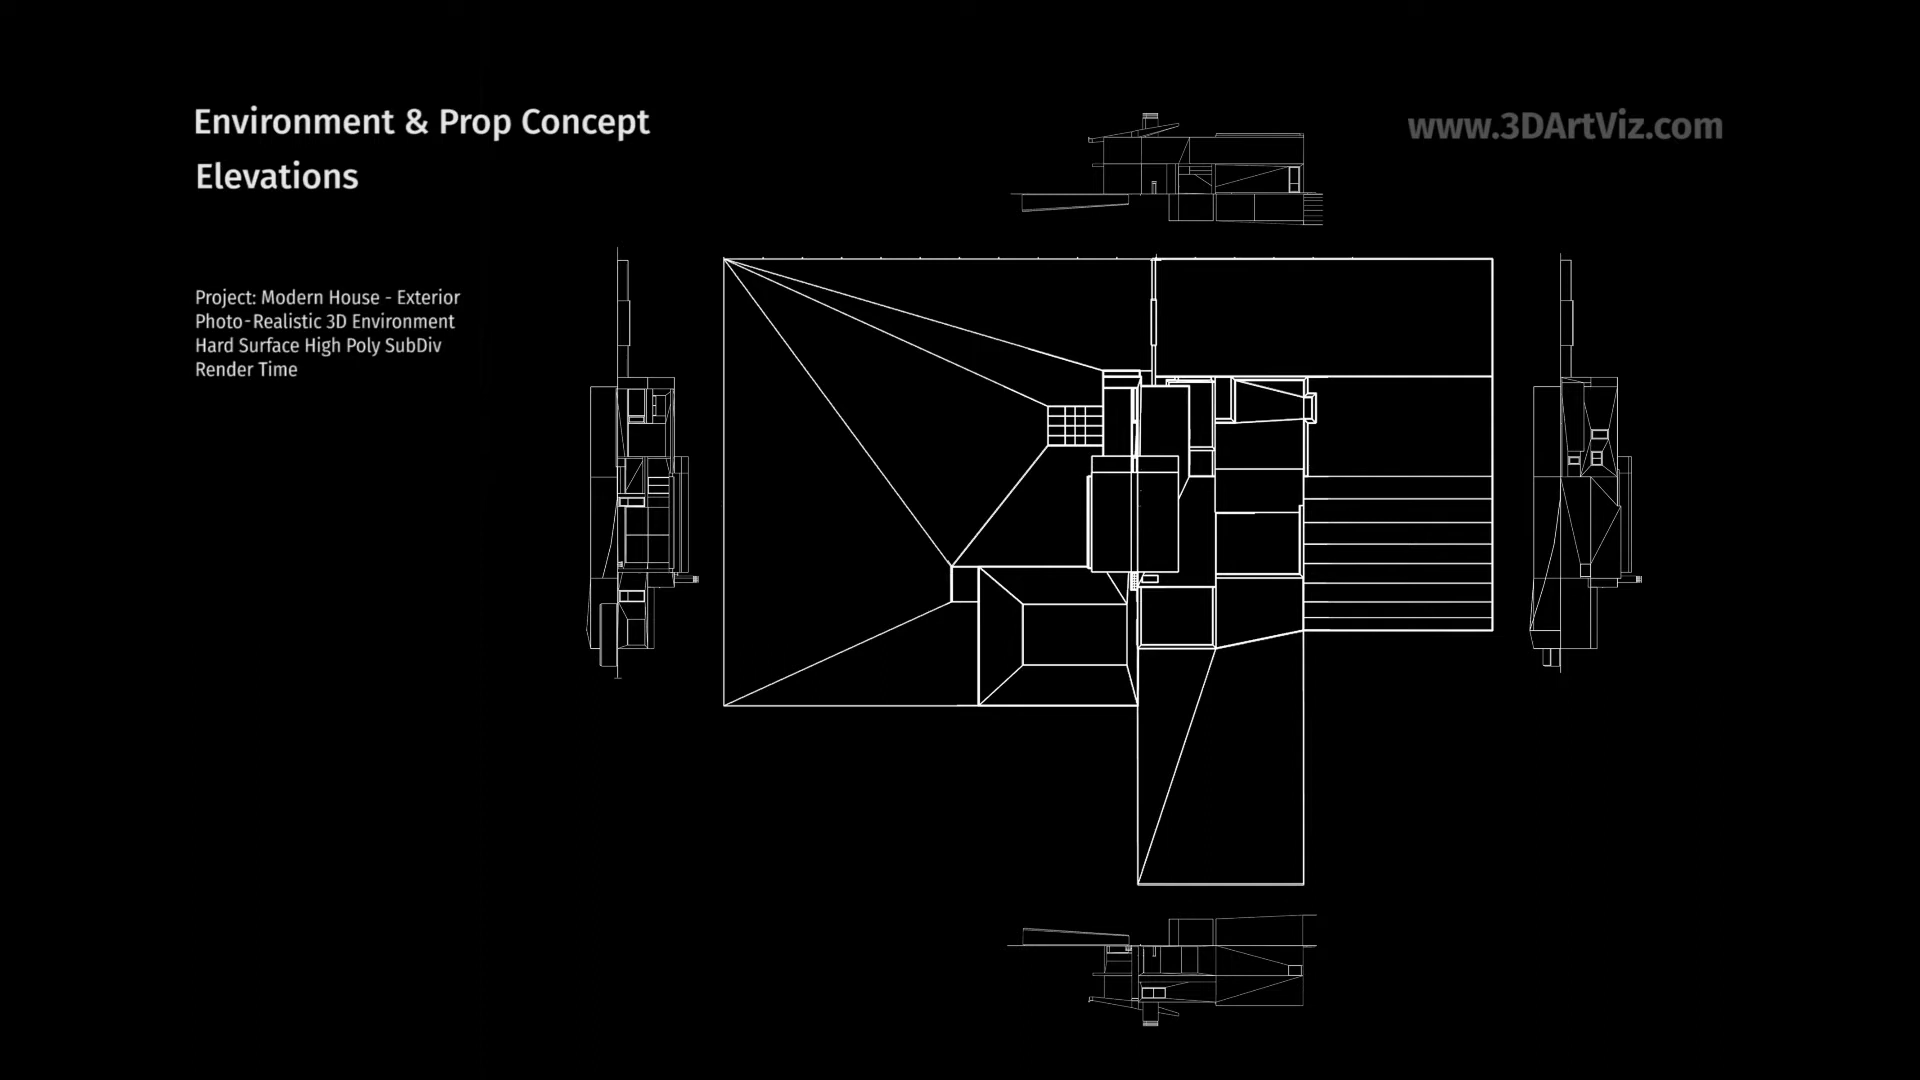 Environment & Prop Concept
Elevations
www.3DArtViz.com
Project: Modern House - Exterior
Photo-Realistic 3D Environment
Hard Surface High Poly SubDiv
Render Time